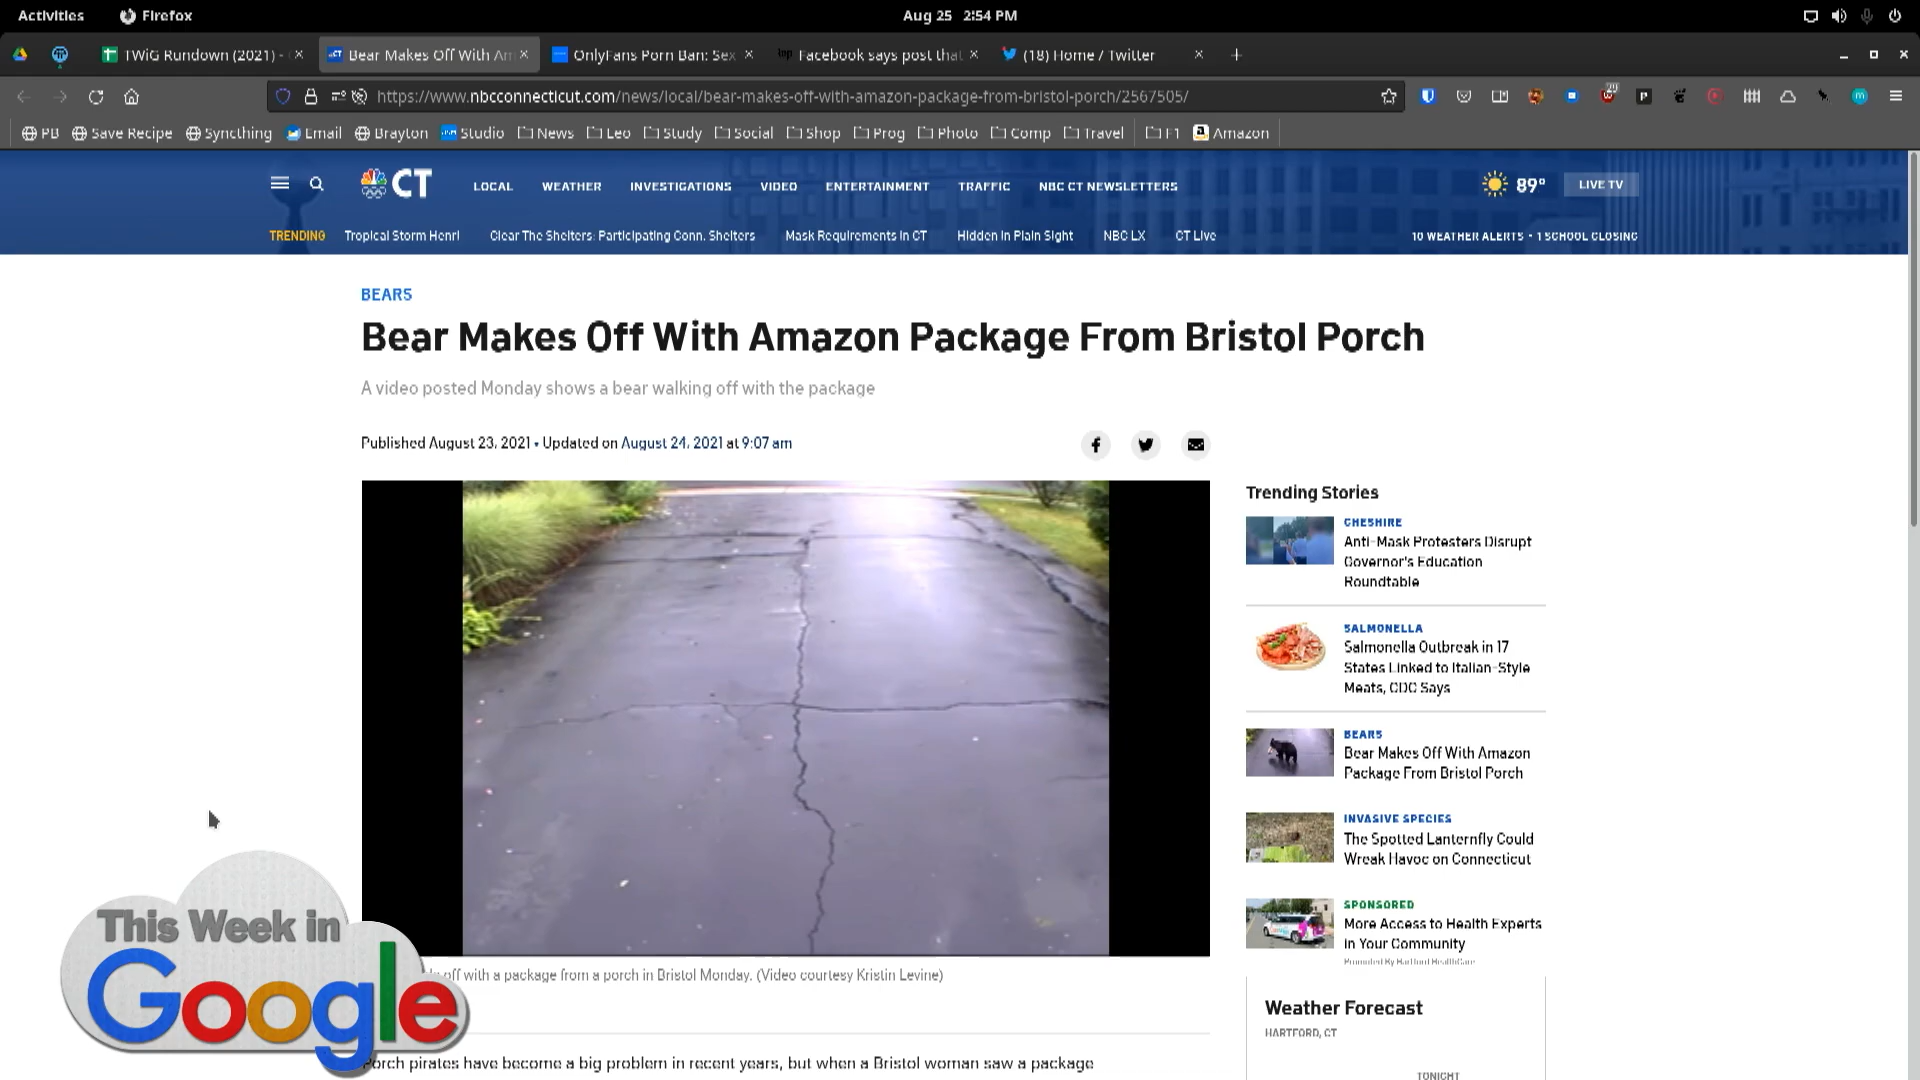 Activities Firefox Aug 25 2:54 PM
TWiG Rundown (2021) - Bear Makes Off With Am OnlyFans Porn Ban: Sex Facebook says post that (18) Home / Twitter
https://www.nbcconnecticut.com/news/local/bear-makes-off-with-amazon-package-from-bristol-porch/2567505/
PB Save Recipe Syncthing Email Brayton Studio News Leo Study Social Shop Prog Photo Comp Travel F1 Amazon
CT LOCAL WEATHER INVESTIGATIONS VIDEO ENTERTAINMENT TRAFFIC NBC CT NEWSLETTERS 89° LIVE TV
TRENDING Tropical Storm Henri Clear The Shelters: Participating Conn. Shelters Mask Requirements in CT Hidden in Plain Sight NBC LX CT Live 10 WEATHER ALERTS • 1 SCHOOL CLOSING
BEARS
Bear Makes Off With Amazon Package From Bristol Porch
A video posted Monday shows a bear walking off with the package
Published August 23, 2021 • Updated on August 24, 2021 at 9:07 am
Trending Stories
CHESHIRE
Anti-Mask Protesters Disrupt
Governor's Education
Roundtable
SALMONELLA
Salmonella Outbreak in 17
States Linked to Italian-Style
Meats, CDC Says
BEARS
Bear Makes Off With Amazon
Package From Bristol Porch
INVASIVE SPECIES
The Spotted Lanternfly Could
Wreak Havoc on Connecticut
SPONSORED
More Access to Health Experts
in Your Community
Promoted By Hartford HealthCare
off with a package from a porch in Bristol Monday. (Video courtesy Kristin Levine)
Porch pirates have become a big problem in recent years, but when a Bristol woman saw a package
Weather Forecast
HARTFORD, CT
TONIGHT
This Week in
Google